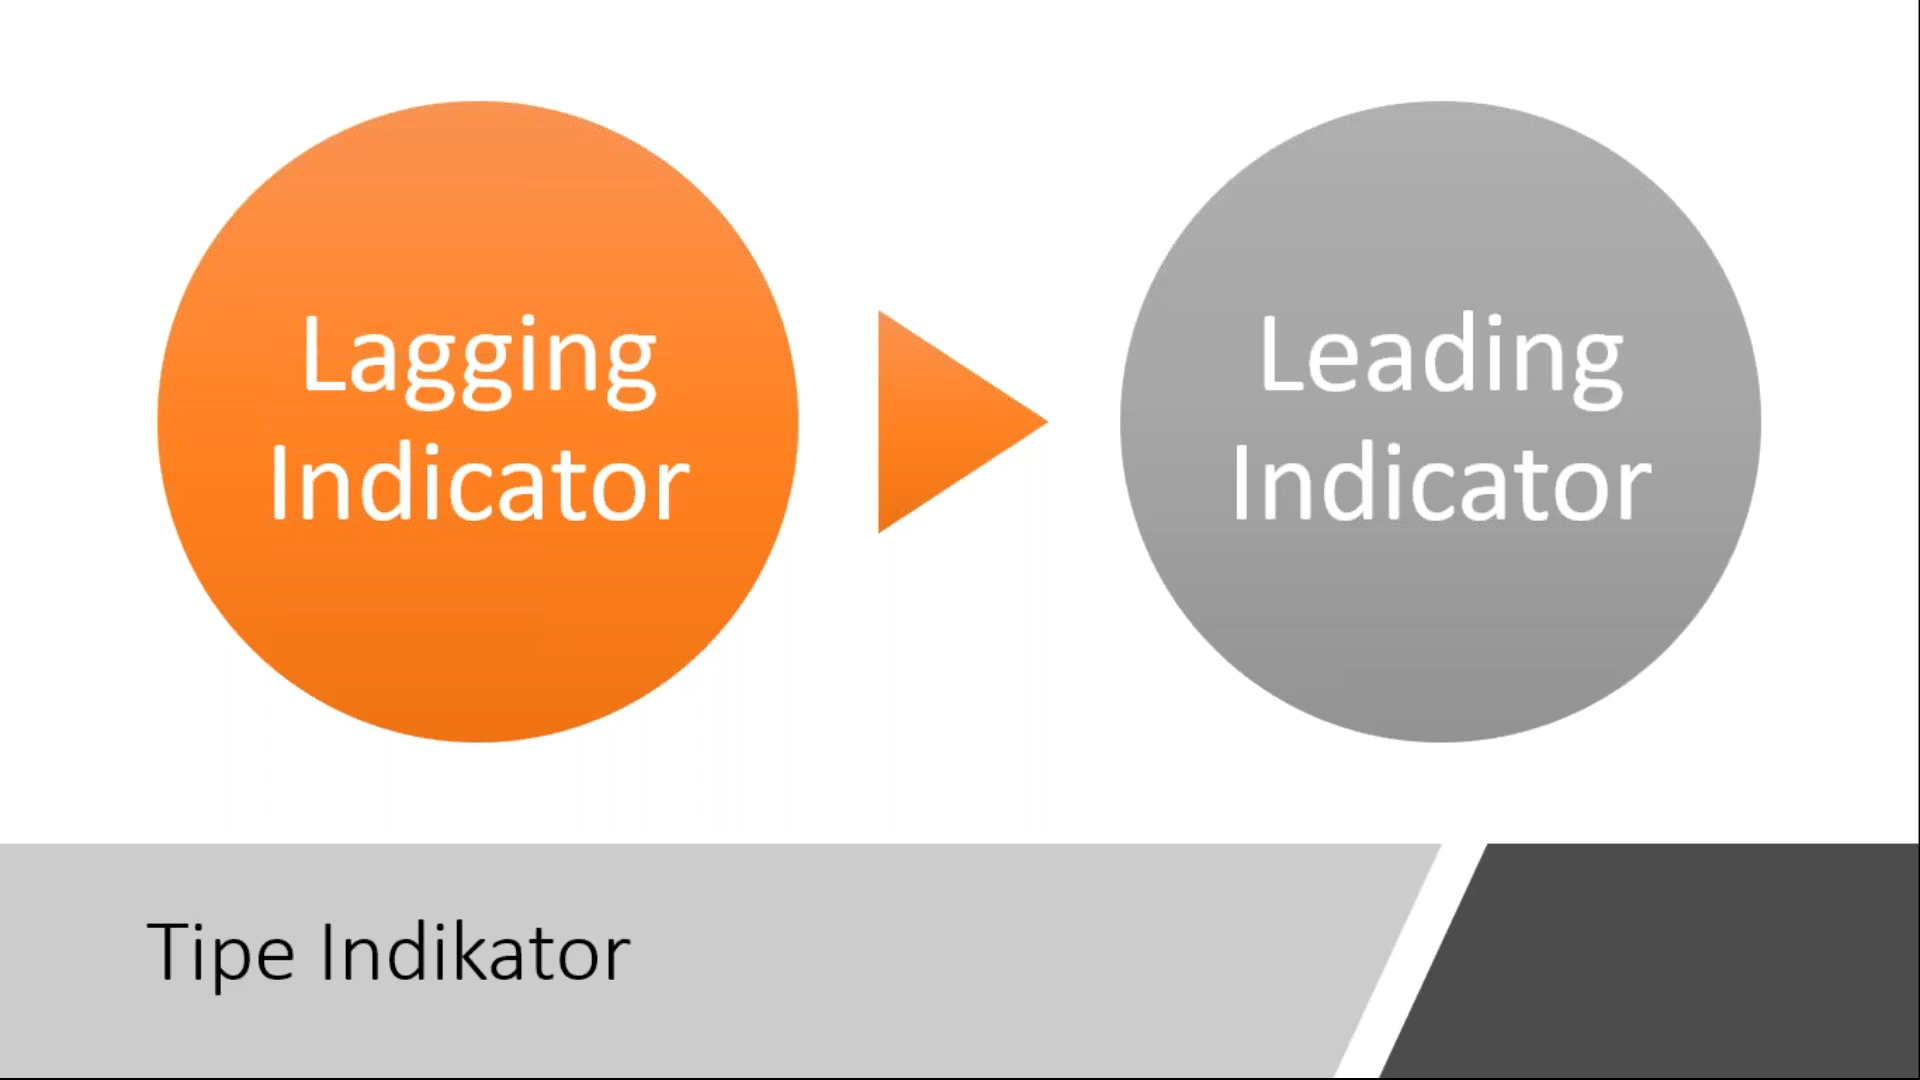 Lagging
Indicator
Leading
Indicator
Tipe Indikator